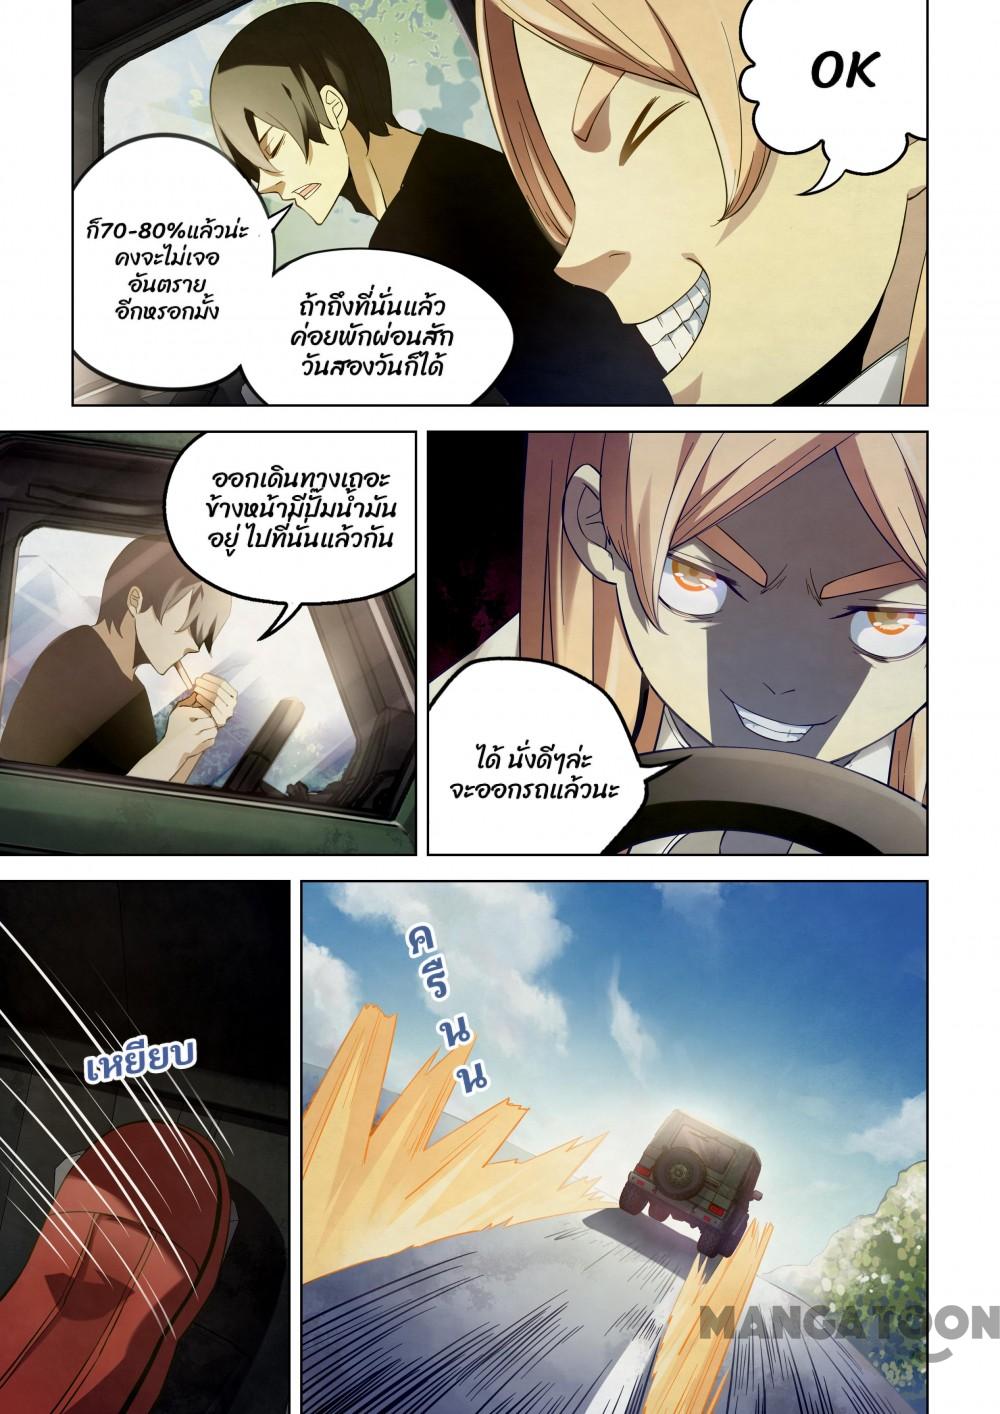 OK
ก็70-80%แล้วน่ะ
คงจะไม่เจอ
อันตราย
อีกหรอกมั้ง
ถ้าถึงที่นั่นแล้ว
ค่อยพักผ่อนสัก
วันสองวันก็ได้
ออกเดินทางเถอะ
ข้างหน้ามีปั๊มน้ำมัน
อยู่ ไปที่นั่นแล้วกัน
ได้ นั่งดีๆล่ะ
จะออกรถแล้วนะ
เหยียบ
ครืนนน
MANGATOON